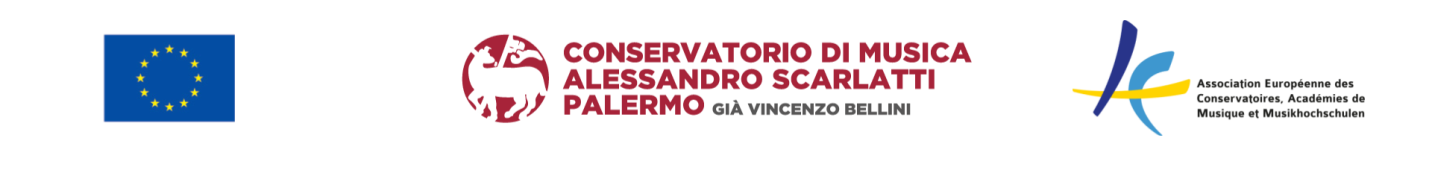 CONSERVATORIO DI MUSICA
ALESSANDRO SCARLATTI
PALERMO GIÀ VINCENZO BELLINI
Association Européenne des
Conservatoires, Académies de
Musique et Musikhochschulen